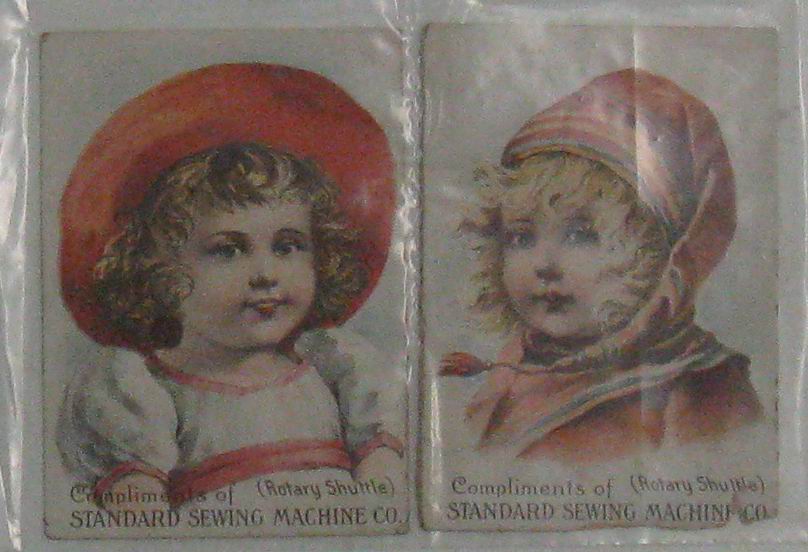 Compliments of (Rotary Shuttle)
STANDARD SEWING MACHINE CO.
Compliments of (Rotary Shuttle)
STANDARD SEWING MACHINE CO.